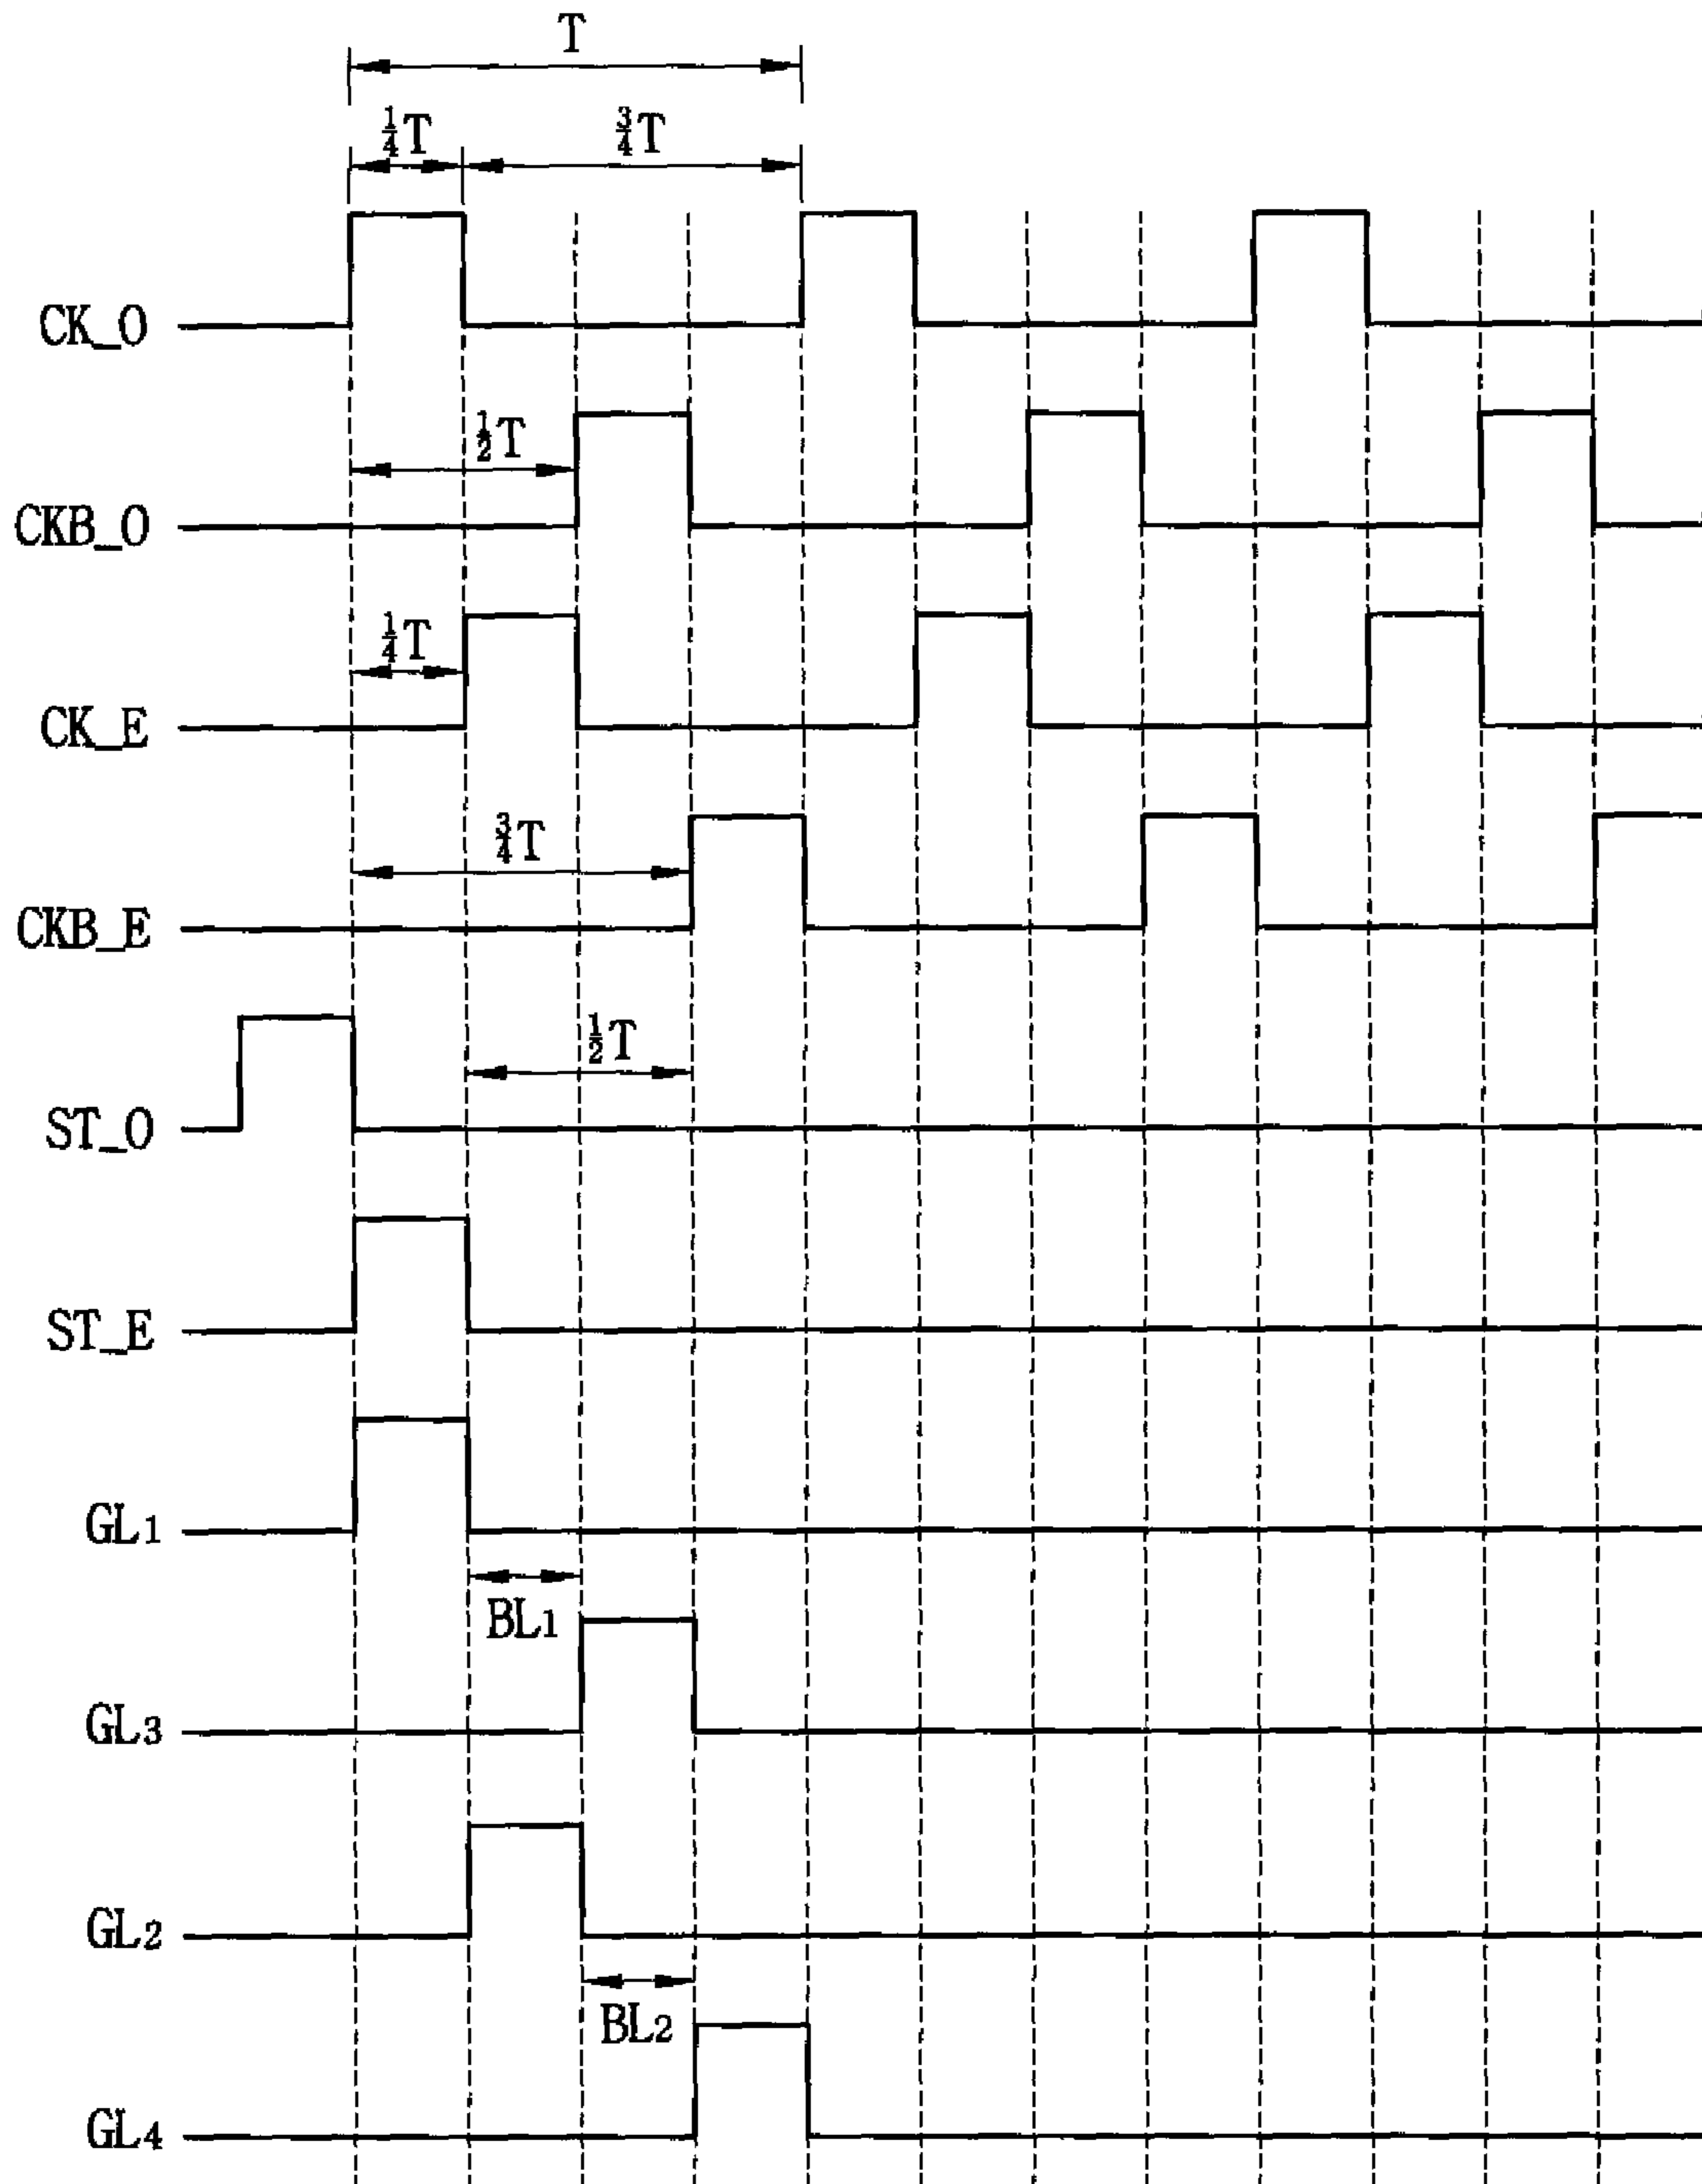 T
1/4T 3/4T
CK_O
1/2T
CKB_O
1/4T
CK_E
3/4T
CKB_E
1/2T
ST_O
ST_E
GL1
BL1
GL3
GL2
BL2
GL4